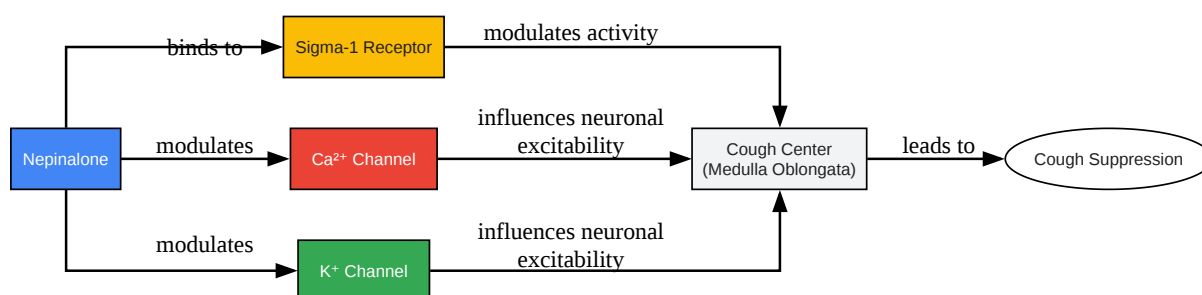 binds to
Sigma-1 Receptor
modulates activity
Nepinalone
modulates
Ca²⁺ Channel
influences neuronal
excitability
Cough Center
(Medulla Oblongata)
leads to
Cough Suppression
modulates
K⁺ Channel
influences neuronal
excitability